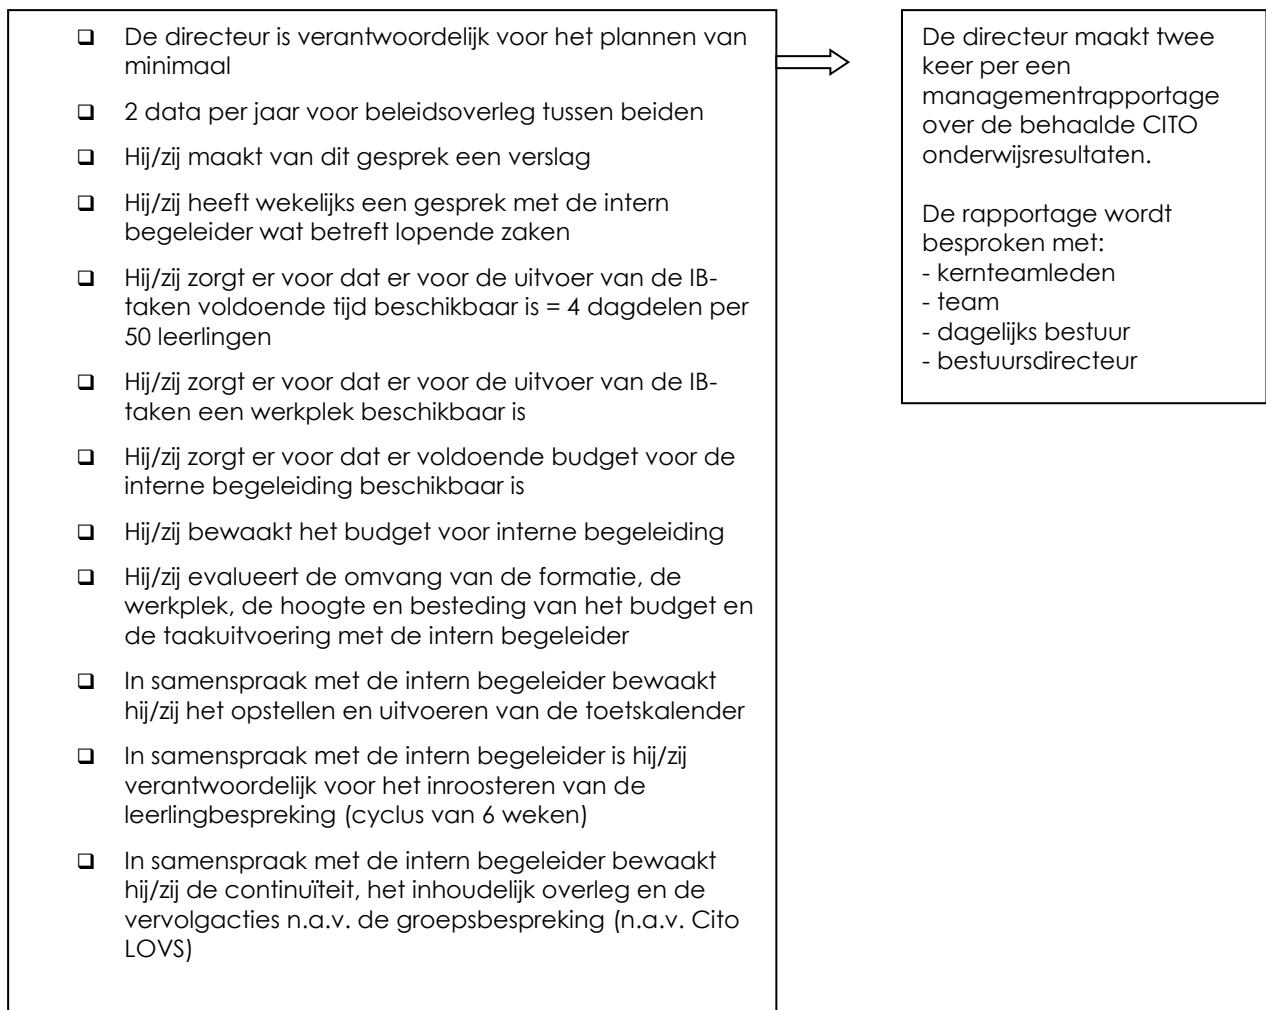 ❑ De directeur is verantwoordelijk voor het plannen van
minimaal
❑ 2 data per jaar voor beleidsoverleg tussen beiden
❑ Hij/zij maakt van dit gesprek een verslag
❑ Hij/zij heeft wekelijks een gesprek met de intern
begeleider wat betreft lopende zaken
❑ Hij/zij zorgt er voor dat er voor de uitvoer van de IB-
taken voldoende tijd beschikbaar is = 4 dagdelen per
50 leerlingen
❑ Hij/zij zorgt er voor dat er voor de uitvoer van de IB-
taken een werkplek beschikbaar is
❑ Hij/zij zorgt er voor dat er voldoende budget voor de
interne begeleiding beschikbaar is
❑ Hij/zij bewaakt het budget voor interne begeleiding
❑ Hij/zij evalueert de omvang van de formatie, de
werkplek, de hoogte en besteding van het budget en
de taakuitvoering met de intern begeleider
❑ In samenspraak met de intern begeleider bewaakt
hij/zij het opstellen en uitvoeren van de toetskalender
❑ In samenspraak met de intern begeleider is hij/zij
verantwoordelijk voor het inroosteren van de
leerlingbespreking (cyclus van 6 weken)
❑ In samenspraak met de intern begeleider bewaakt
hij/zij de continuïteit, het inhoudelijk overleg en de
vervolgacties n.a.v. de groepsbespreking (n.a.v. Cito
LOVS)
De directeur maakt twee
keer per een
managementrapportage
over de behaalde CITO
onderwijsresultaten.
De rapportage wordt
besproken met:
- kernteamleden
- team
- dagelijks bestuur
- bestuursdirecteur